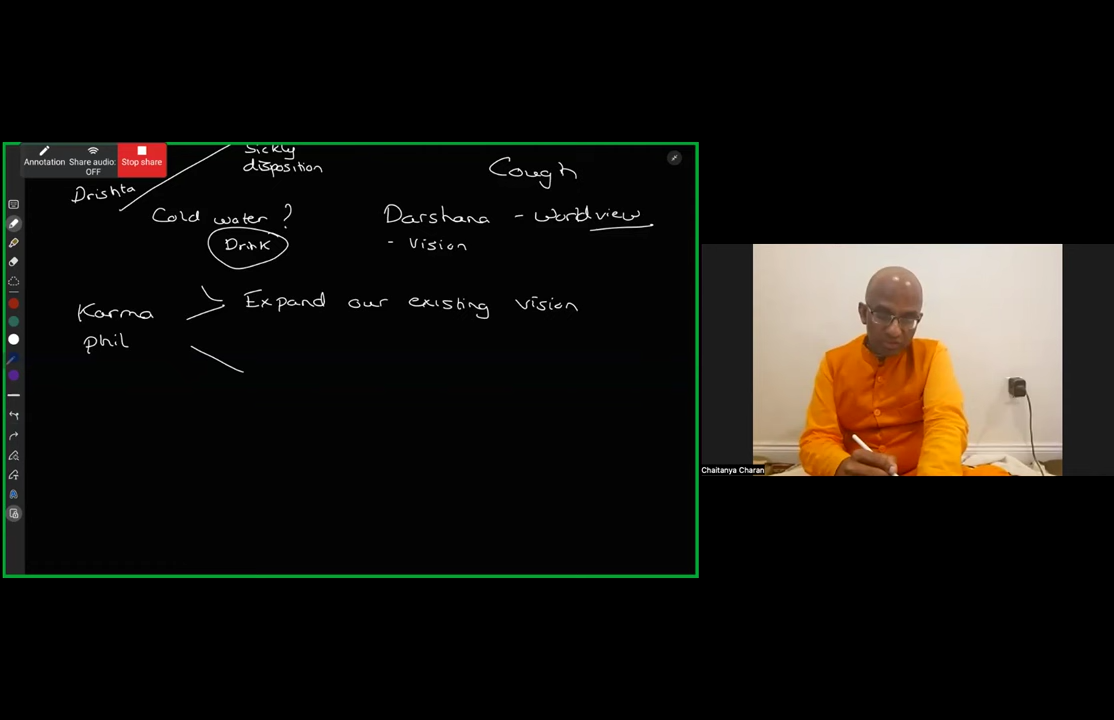 Annotation
Share audio:
OFF
Stop share
Sickly
disposition
Drishta
Cough
Cold water ?
Drink
Darshana - worldview
- Vision
Karma
phil
Expand our existing vision
Chaitanya Charan